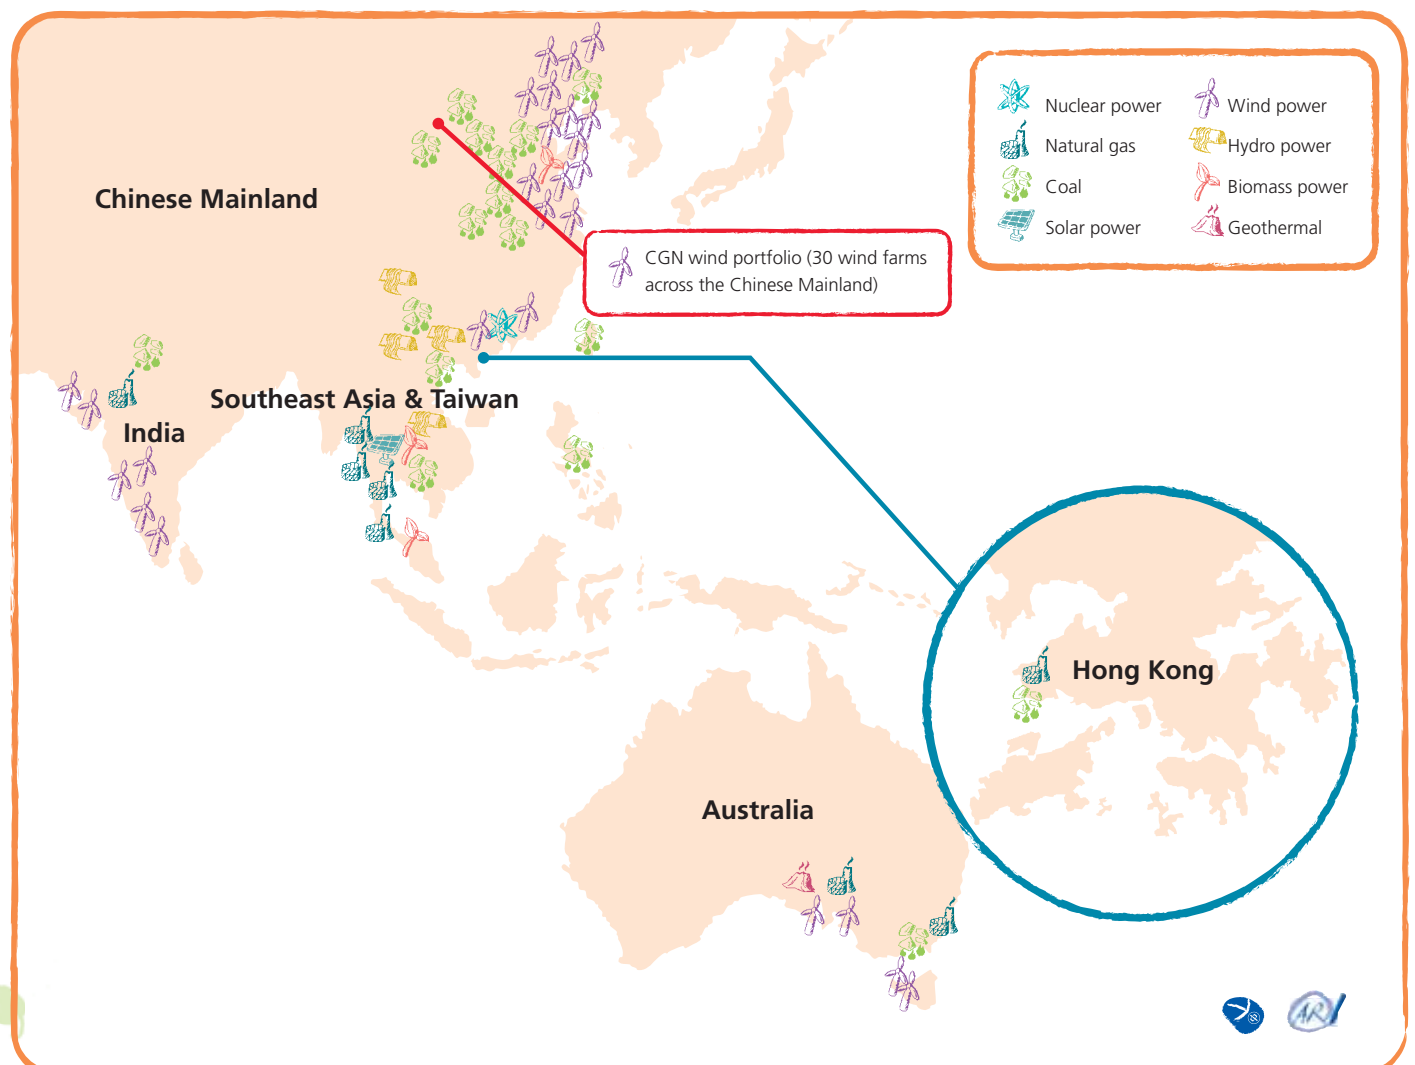 Nuclear power
Wind power
Natural gas
Hydro power
Coal
Biomass power
Solar power
Geothermal
Chinese Mainland
CGN wind portfolio (30 wind farms
across the Chinese Mainland)
Southeast Asia & Taiwan
India
Hong Kong
Australia
AR